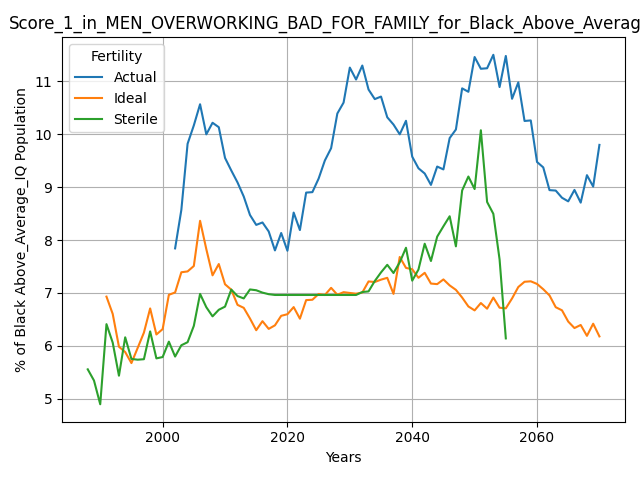 Score_1_in_MEN_OVERWORKING_BAD_FOR_FAMILY_for_Black_Above_Averag
% of Black Above_Average_IQ Population
Fertility
Actual
Ideal
Sterile
11
10
9
8
7
6
5
2000 2020 2040 2060
Years